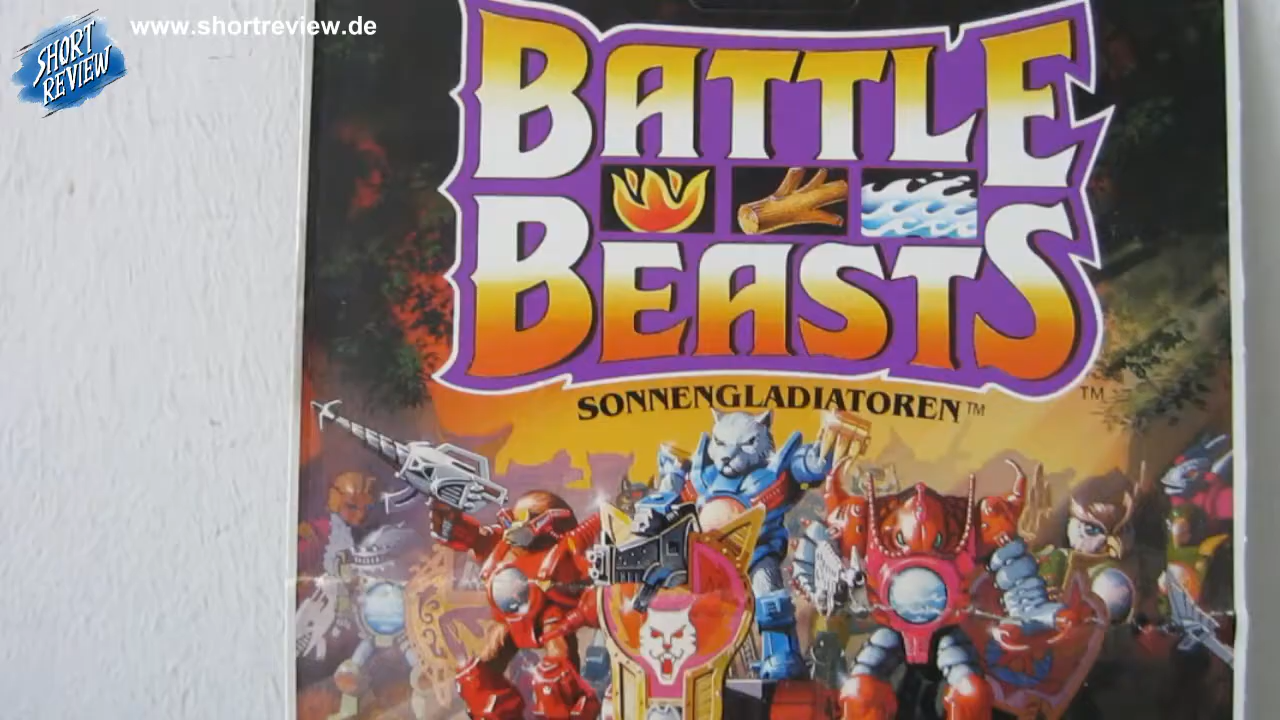 SHORT REVIEW
www.shortreview.de
BATTLE
BEASTS
SONNENGLADIATOREN™
TM